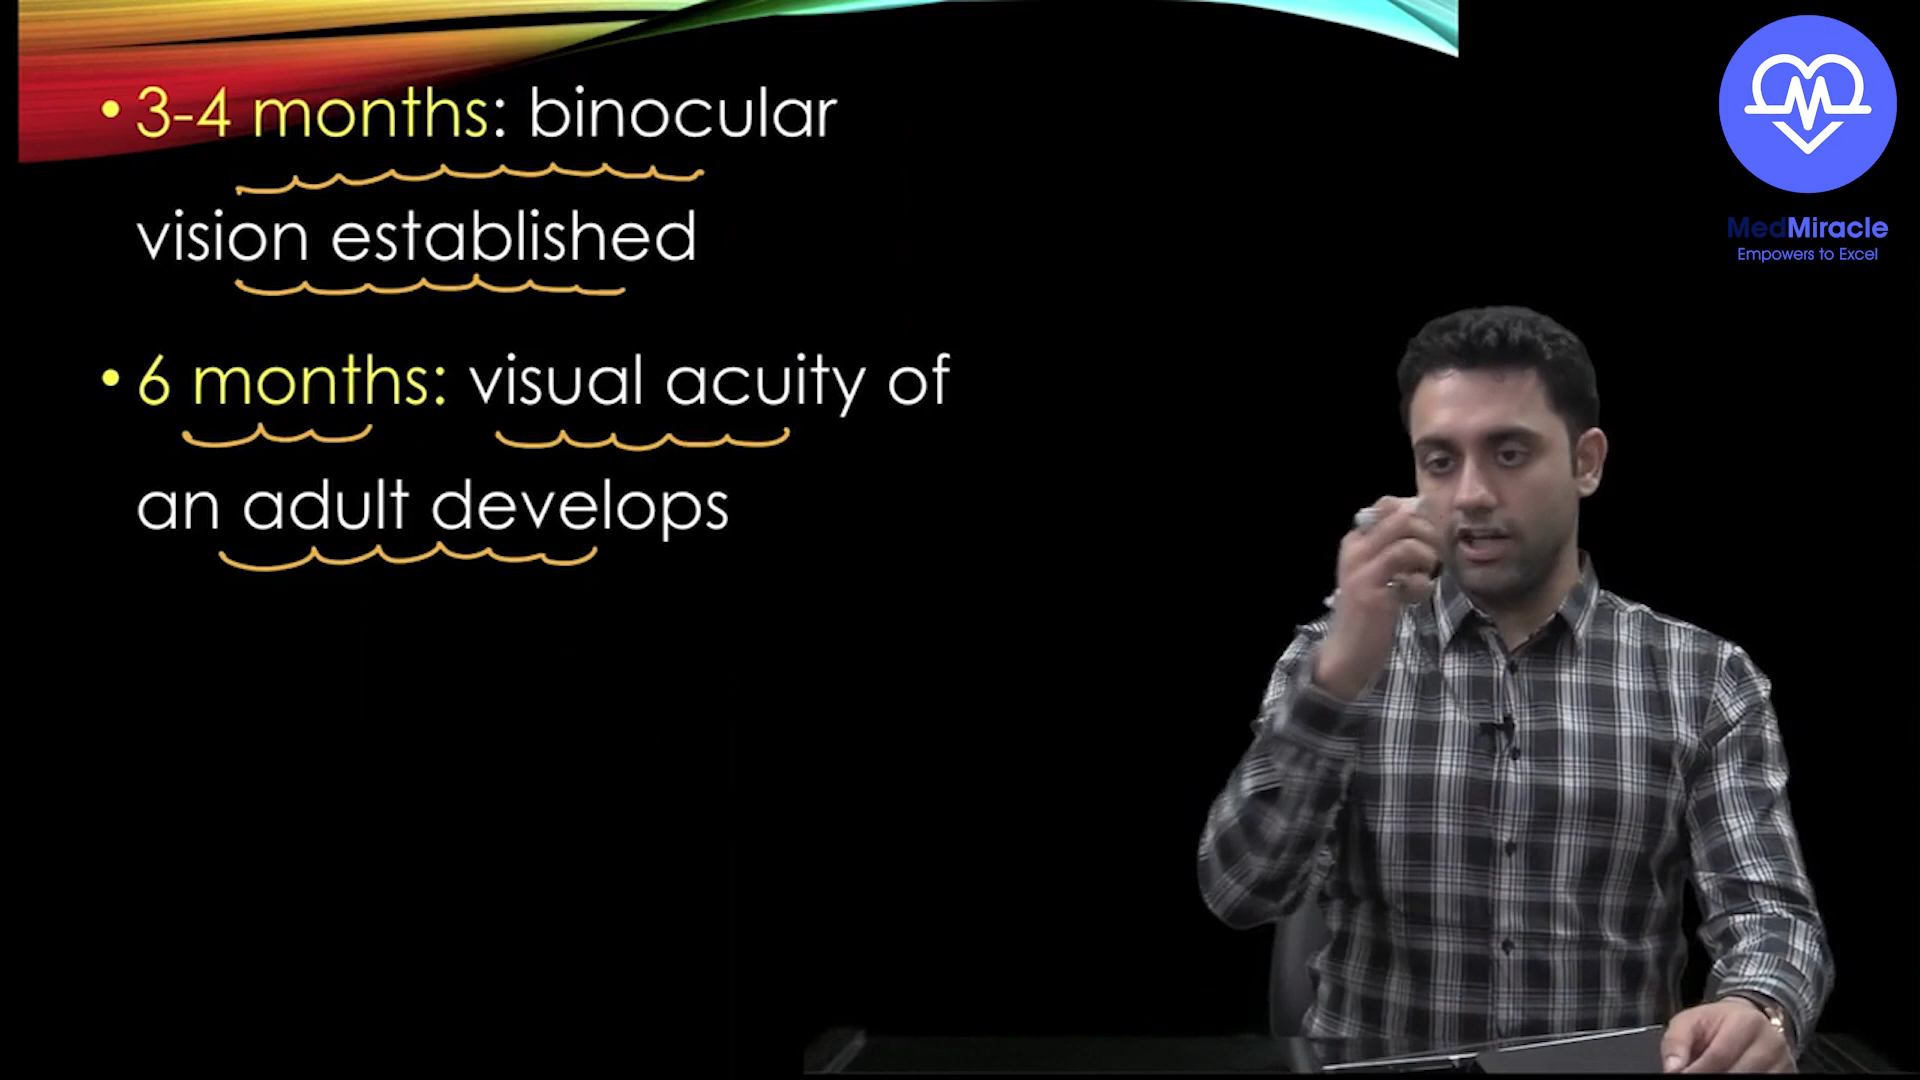 • 3-4 months: binocular
vision established
• 6 months: visual acuity of
an adult develops
MedMiracle
Empowers to Excel